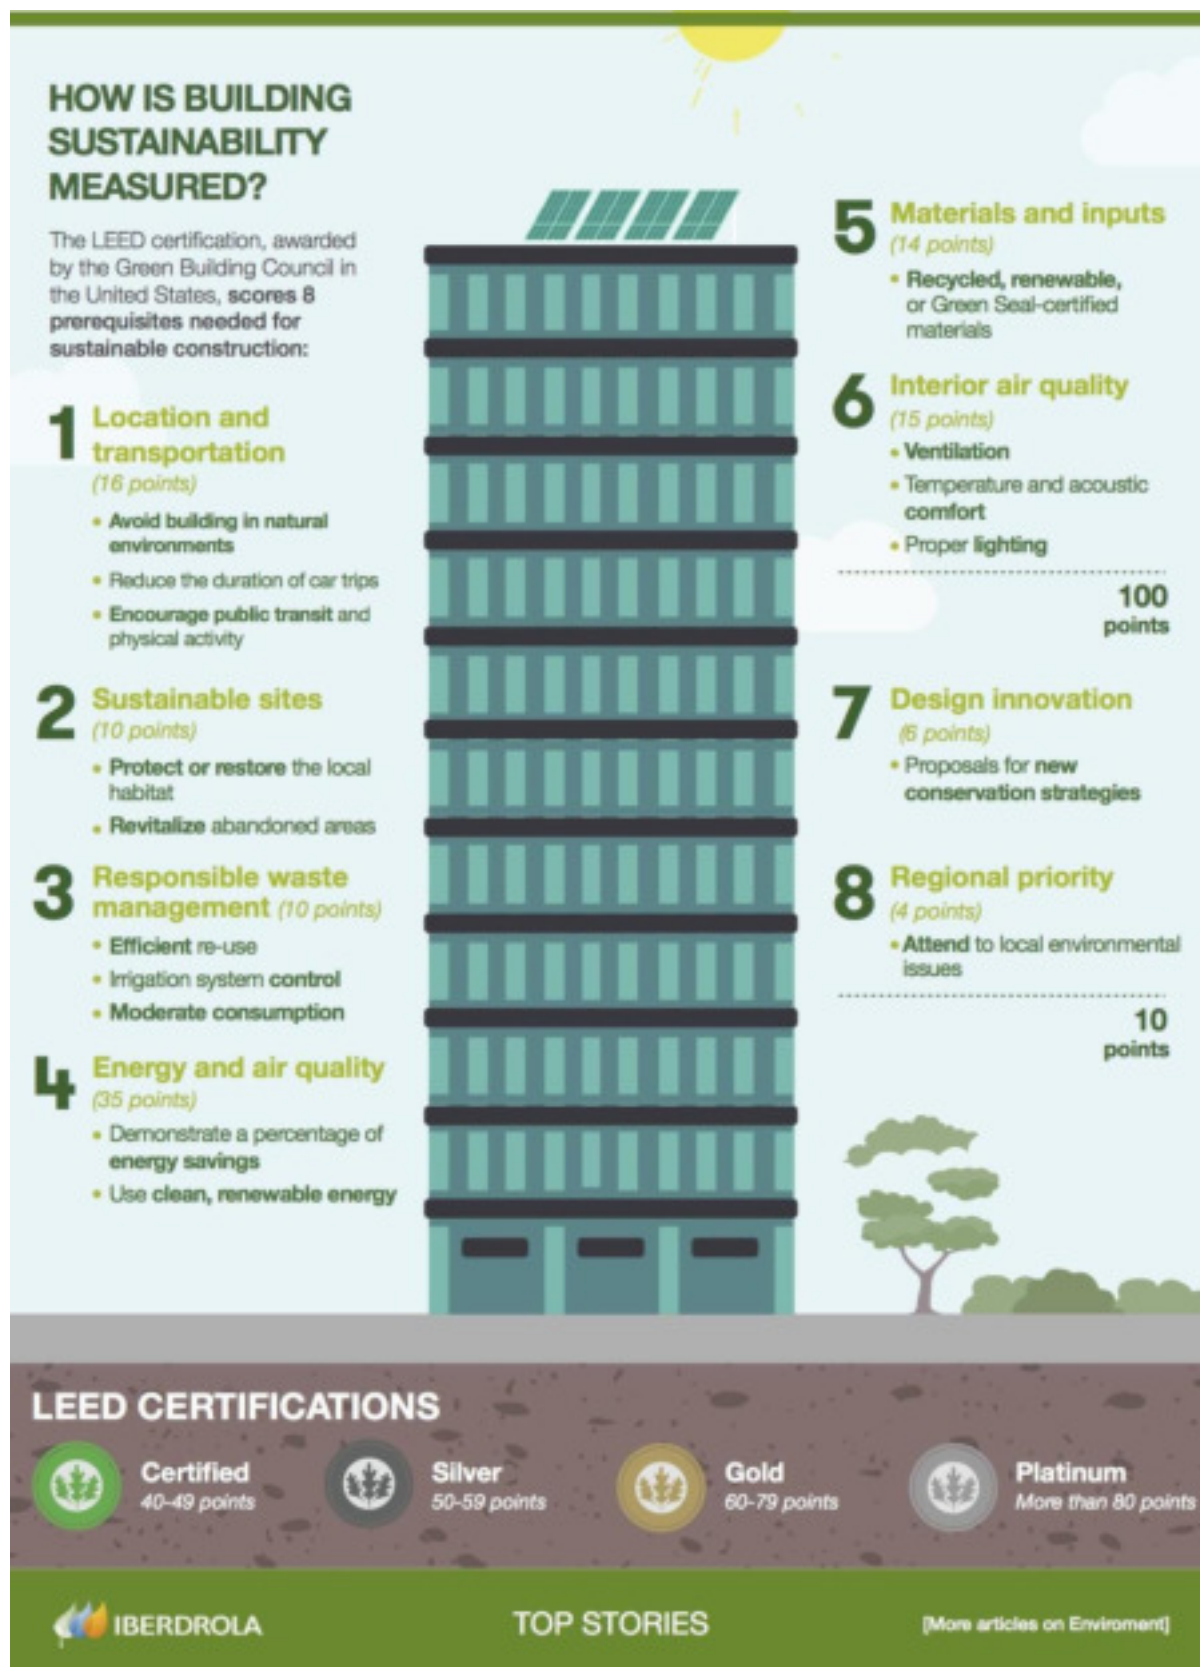 HOW IS BUILDING
SUSTAINABILITY
MEASURED?
The LEED certification, awarded
by the Green Building Council in
the United States, scores 8
prerequisites needed for
sustainable construction:
1 Location and
transportation
(16 points)
• Avoid building in natural
environments
• Reduce the duration of car trips
• Encourage public transit and
physical activity
2 Sustainable sites
(10 points)
• Protect or restore the local
habitat
• Revitalize abandoned areas
3 Responsible waste
management (10 points)
• Efficient re-use
• Irrigation system control
• Moderate consumption
4 Energy and air quality
(35 points)
• Demonstrate a percentage of
energy savings
• Use clean, renewable energy
5 Materials and inputs
(14 points)
• Recycled, renewable,
or Green Seal-certified
materials
6 Interior air quality
(15 points)
• Ventilation
• Temperature and acoustic
comfort
• Proper lighting
100
points
7 Design innovation
(6 points)
• Proposals for new
conservation strategies
8 Regional priority
(4 points)
• Attend to local environmental
issues
10
points
LEED CERTIFICATIONS
Certified
40-49 points
Silver
50-59 points
Gold
60-79 points
Platinum
More than 80 points
IBERDROLA
TOP STORIES
[More articles on Enviroment]